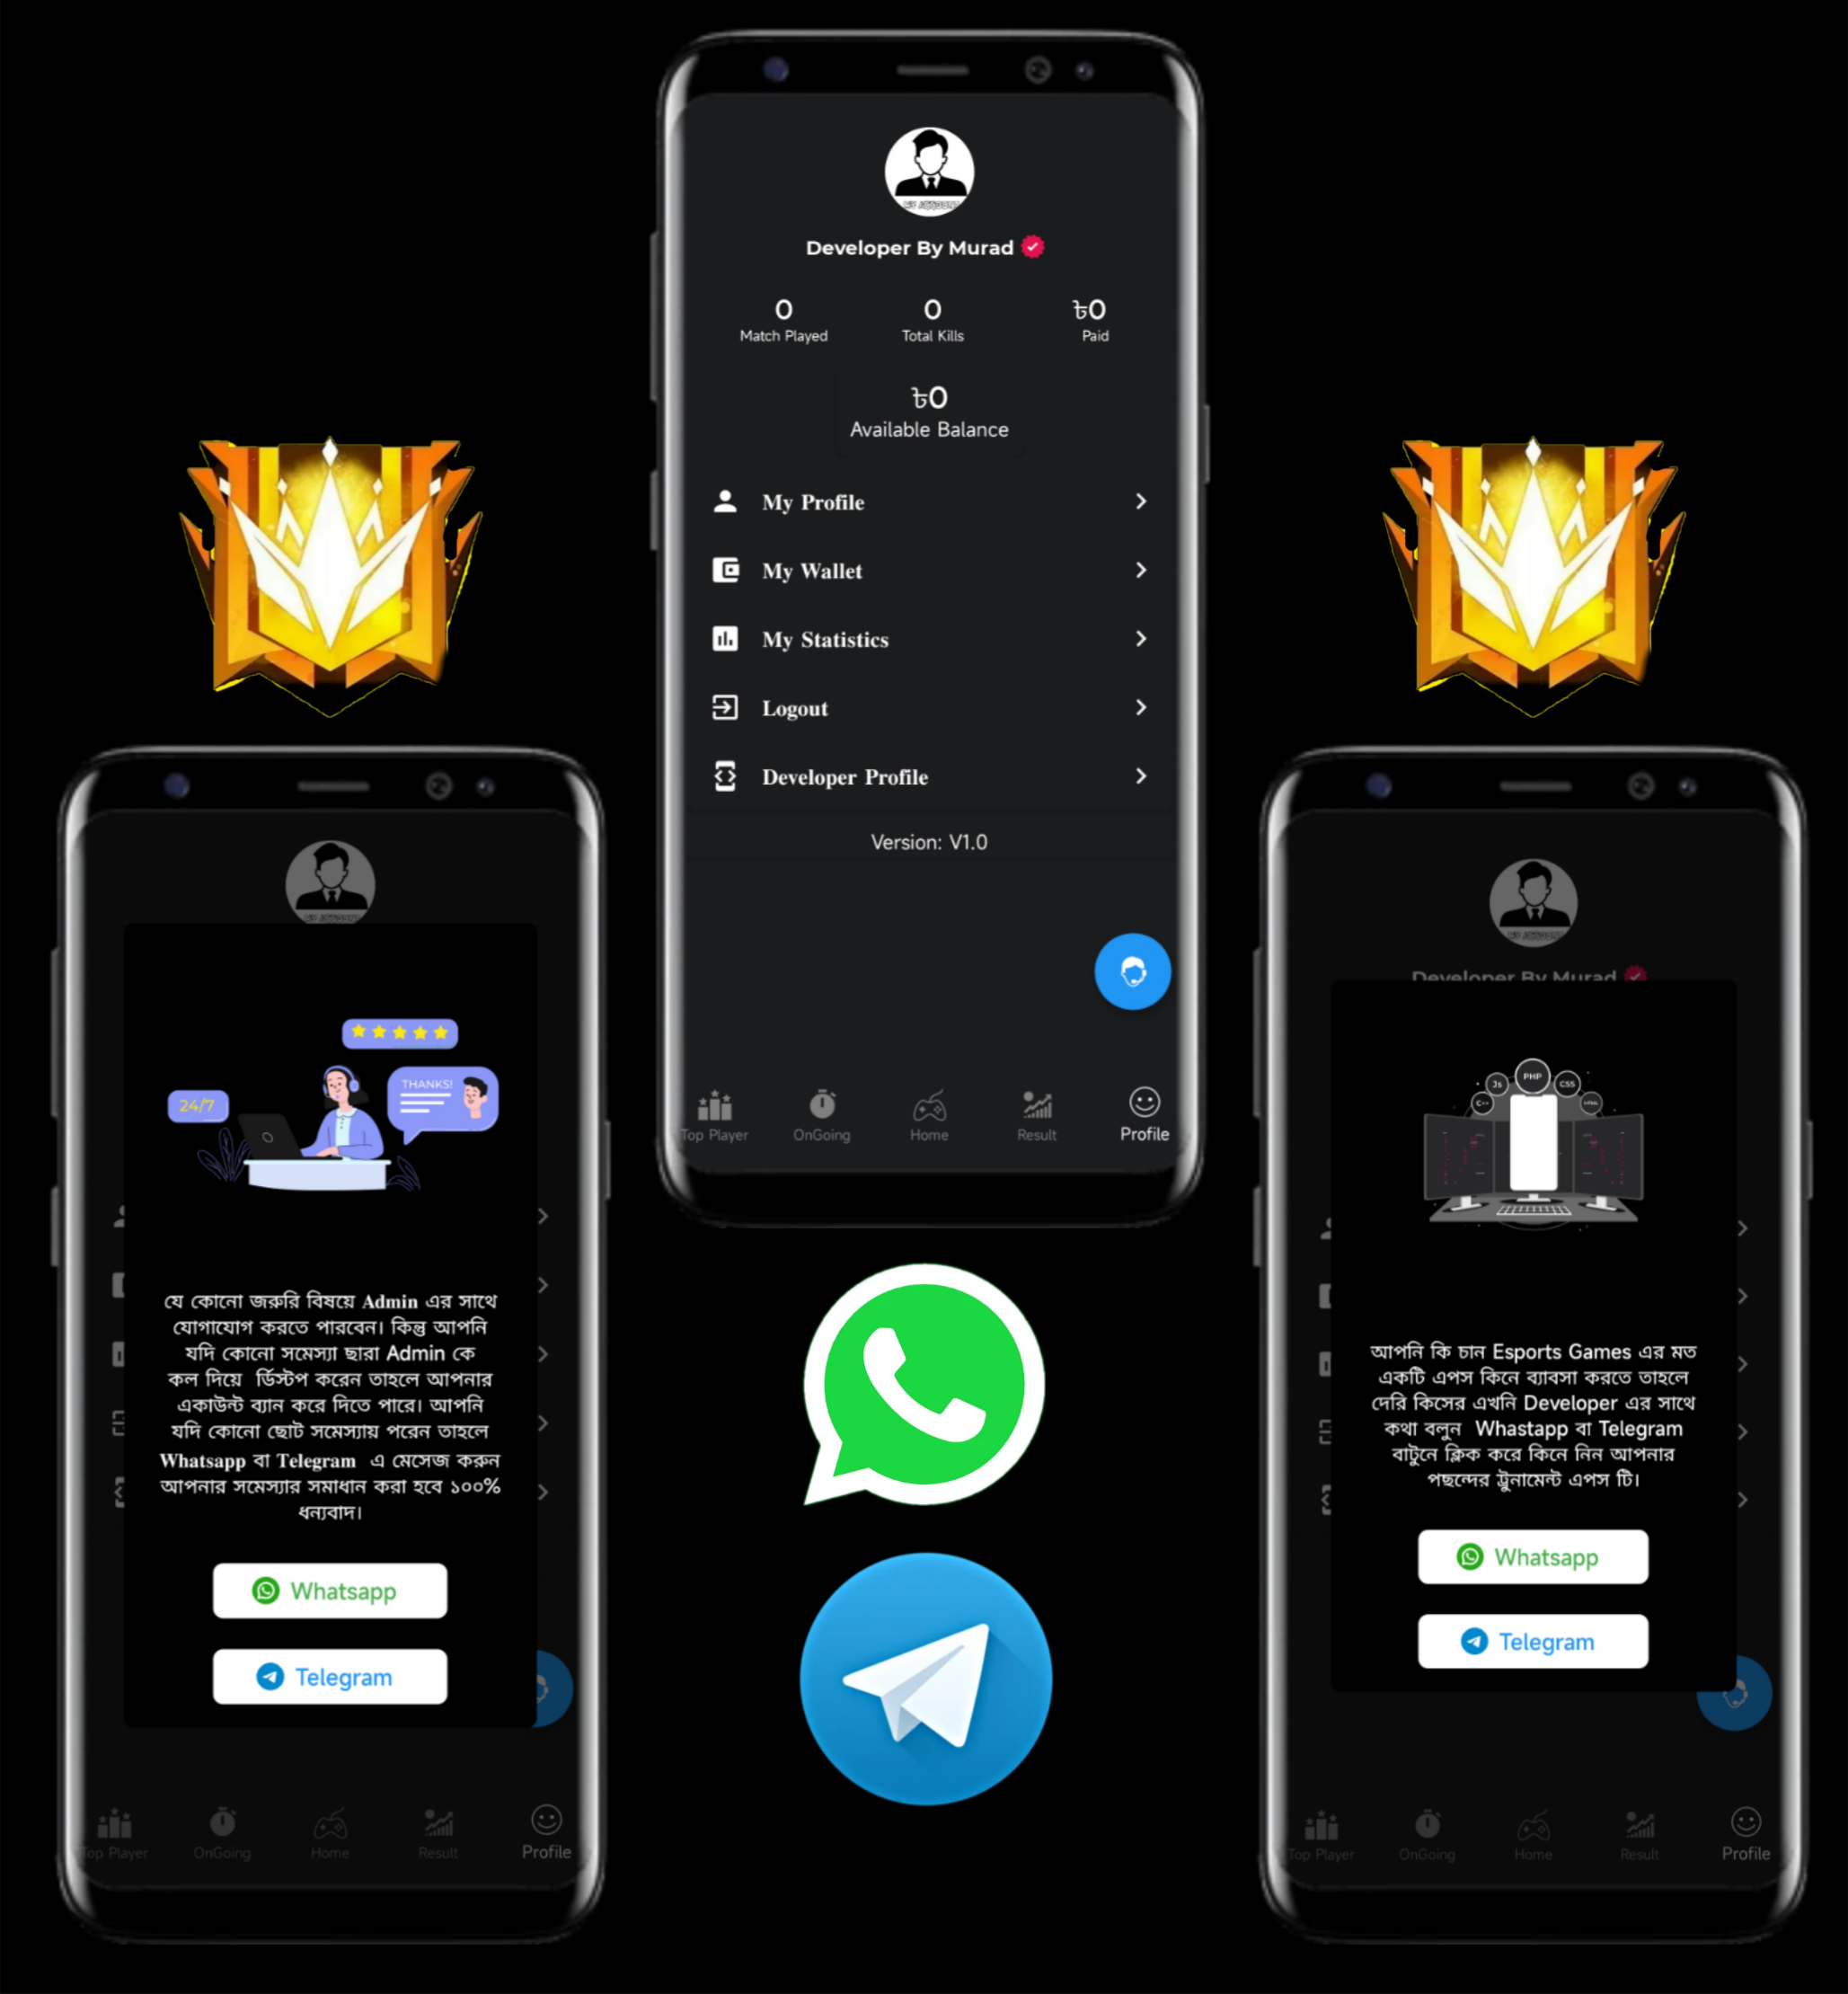 Developer By Murad
0
0
৳0
Match Played
Total Kills
Paid
৳0
Available Balance
My Profile
My Wallet
My Statistics
Logout
Developer Profile
Version: V1.0
Top Player
OnGoing
Home
Result
Profile
24/7
THANKS!
যে কোনো জরুরি বিষয়ে Admin এর সাথে
যোগাযোগ করতে পারবেন। কিন্তু আপনি
যদি কোনো সমেস্যা ছারা Admin কে
কল দিয়ে র্ডিস্টপ করেন তাহলে আপনার
একাউন্ট ব্যান করে দিতে পারে। আপনি
যদি কোনো ছোট সমেস্যায় পরেন তাহলে
Whatsapp বা Telegram এ মেসেজ করুন
আপনার সমেস্যার সমাধান করা হবে ১০০%
ধন্যবাদ।
Whatsapp
Telegram
Top Player
OnGoing
Home
Result
Profile
Developer By Murad
Js
PHP
CSS
C++
আপনি কি চান Esports Games এর মত
একটি এপস কিনে ব্যাবসা করতে তাহলে
দেরি কিসের এখনি Developer এর সাথে
কথা বলুন Whastapp বা Telegram
বাটুনে ক্লিক করে কিনে নিন আপনার
পছন্দের ট্রুনামেন্ট এপস টি।
Whatsapp
Telegram
Top Player
OnGoing
Home
Result
Profile